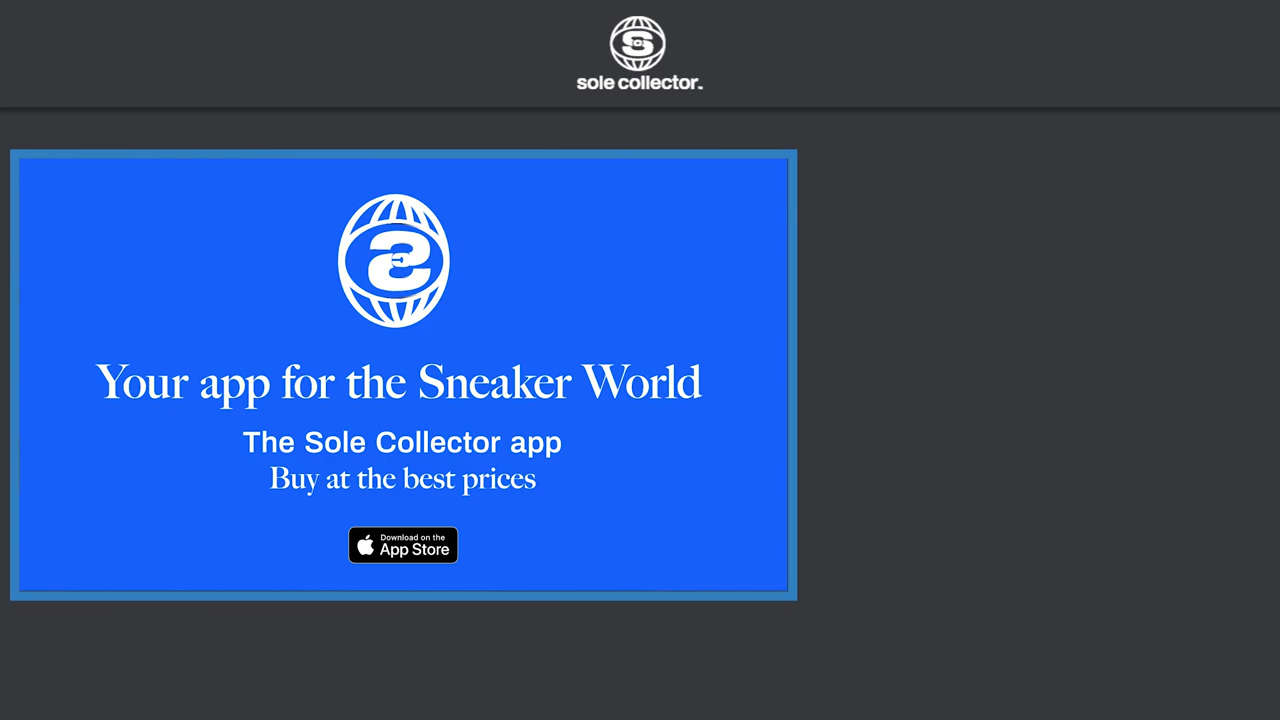 sole collector.
Your app for the Sneaker World
The Sole Collector app
Buy at the best prices
Download on the
App Store